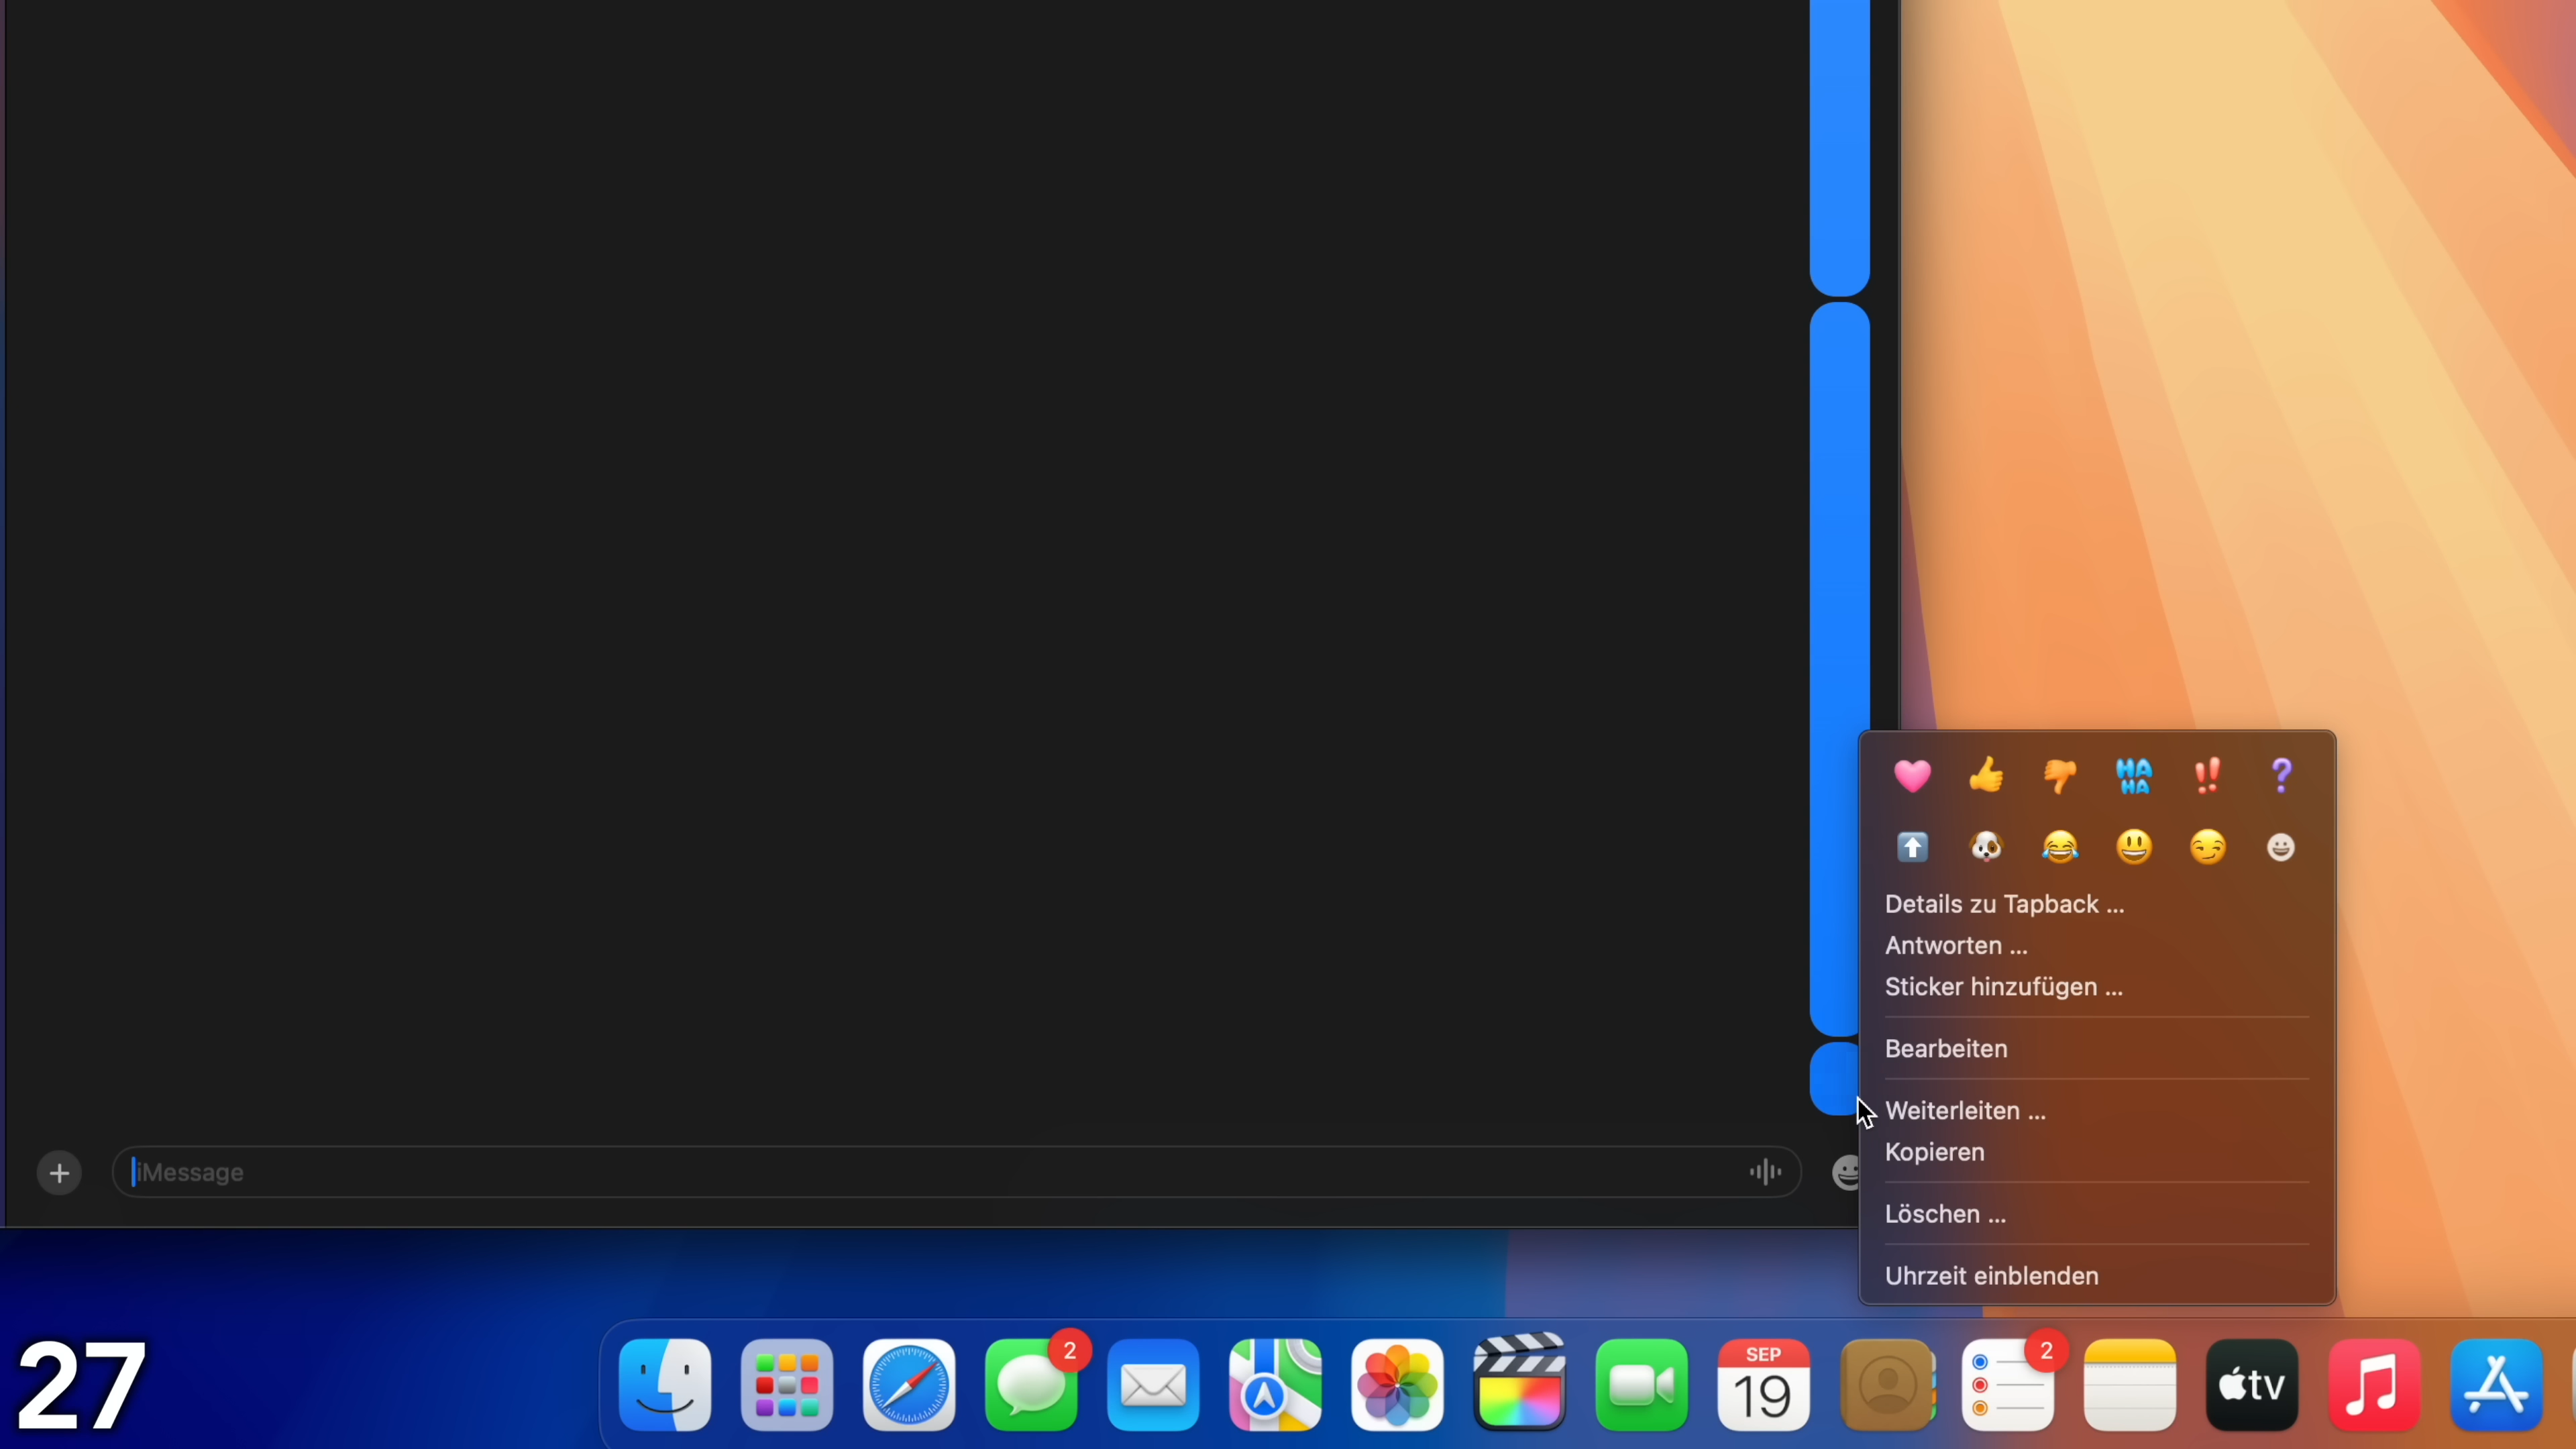 HA
HA
Details zu Tapback ...
Antworten ...
Sticker hinzufügen ...
Bearbeiten
Weiterleiten ...
Kopieren
Löschen ...
Uhrzeit einblenden
iMessage
27
2
SEP
19
2
tv